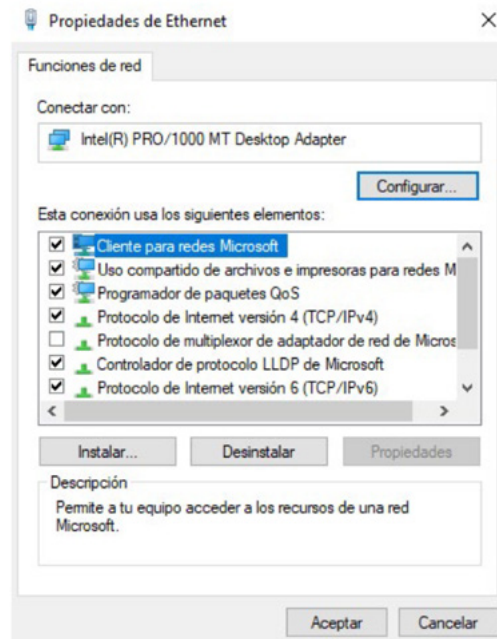 Propiedades de Ethernet
Funciones de red
Conectar con:
Intel(R) PRO/1000 MT Desktop Adapter
Configurar...
Esta conexión usa los siguientes elementos:
Cliente para redes Microsoft
Uso compartido de archivos e impresoras para redes M
Programador de paquetes QoS
Protocolo de Internet versión 4 (TCP/IPv4)
Protocolo de multiplexor de adaptador de red de Micros
Controlador de protocolo LLDP de Microsoft
Protocolo de Internet versión 6 (TCP/IPv6)
Instalar... Desinstalar Propiedades
Descripción
Permite a tu equipo acceder a los recursos de una red
Microsoft.
Aceptar Cancelar